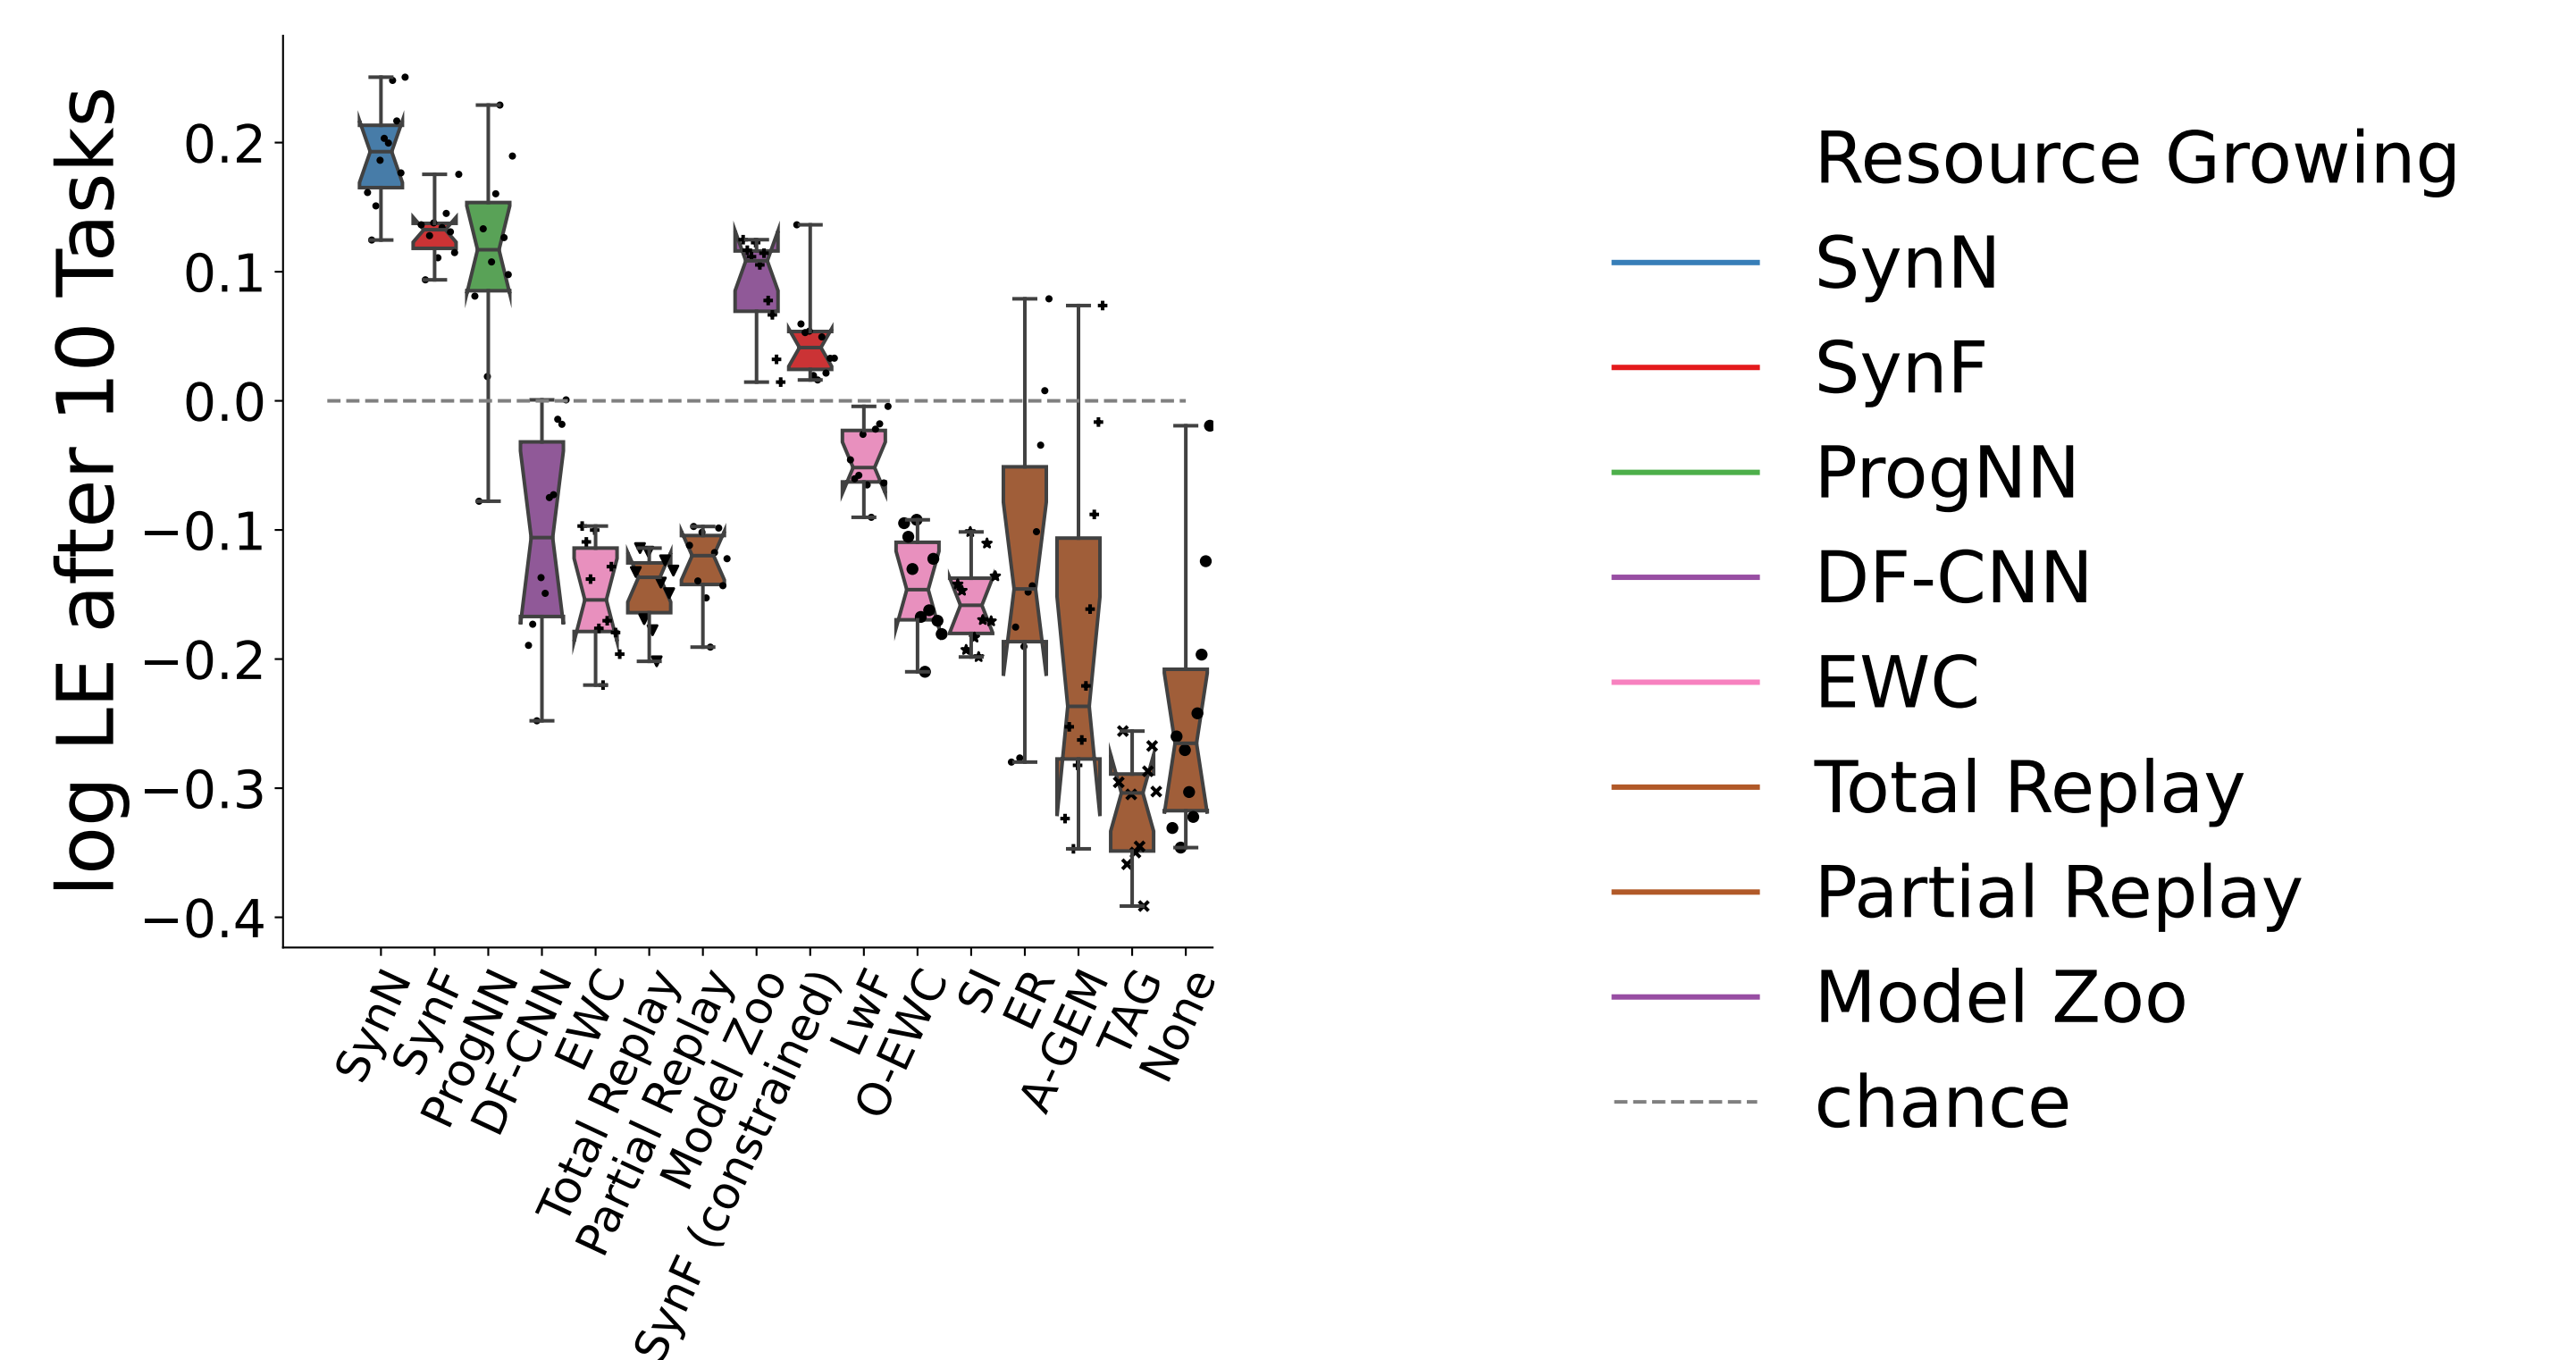 log LE after 10 Tasks
0.2
0.1
0.0
−0.1
−0.2
−0.3
−0.4
SynN
SynF
ProgNN
DF-CNN
EWC
Total Replay
Partial Replay
Model Zoo
SynF (constrained)
LwF
O-EWC
SI
ER
A-GEM
TAG
None
Resource Growing
SynN
SynF
ProgNN
DF-CNN
EWC
Total Replay
Partial Replay
Model Zoo
chance